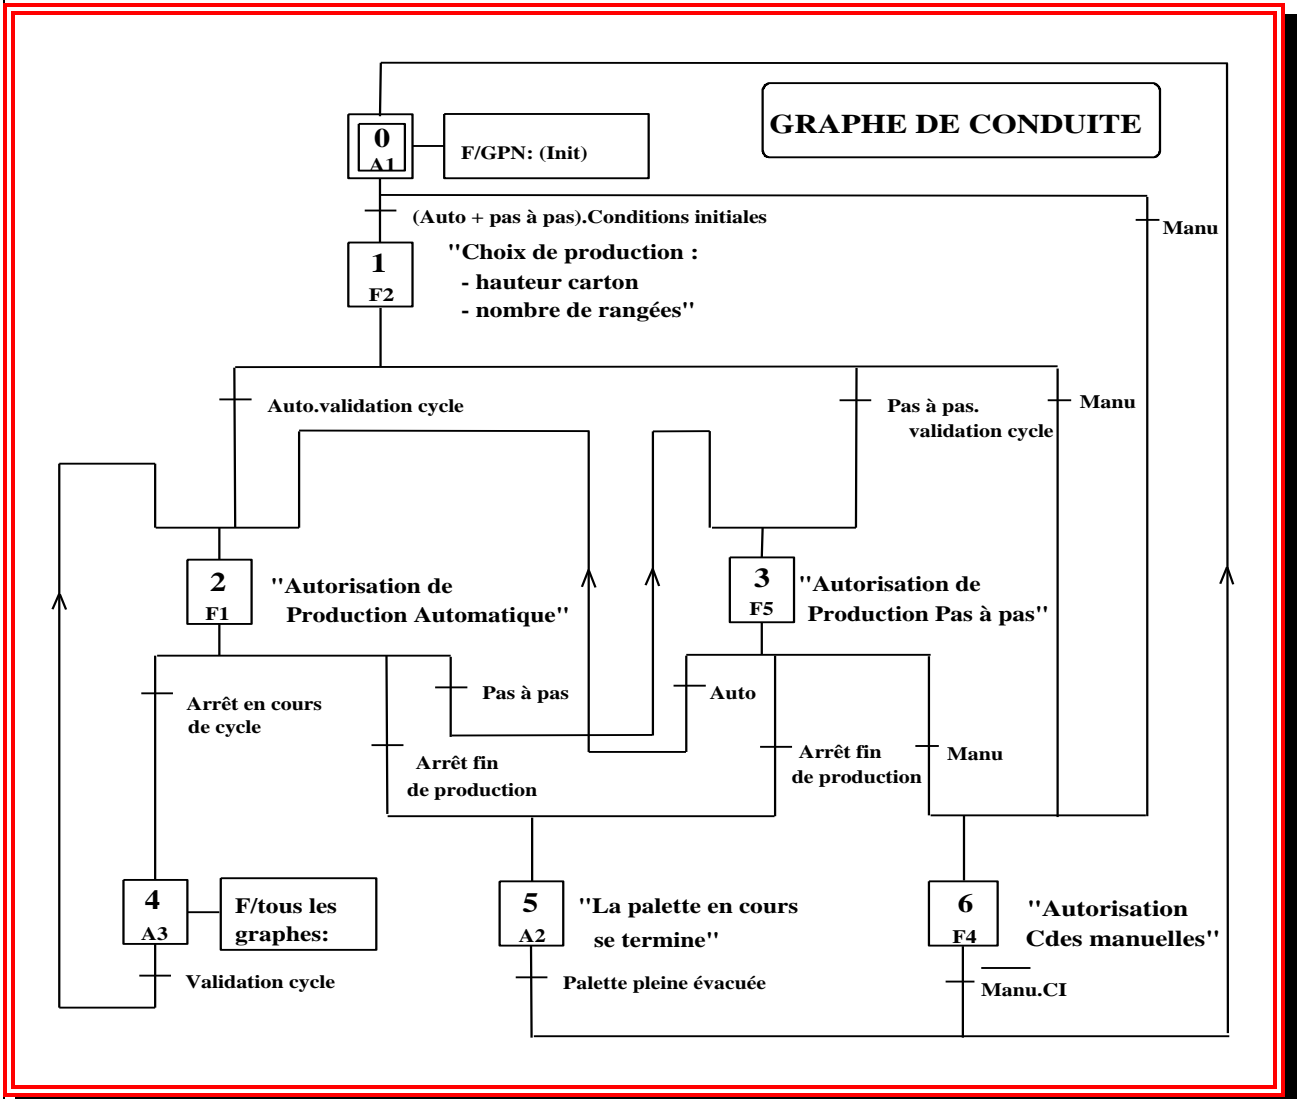 GRAPHE DE CONDUITE
0
A1
F/GPN: (Init)
(Auto + pas à pas).Conditions initiales
Manu
1
F2
"Choix de production :
- hauteur carton
- nombre de rangées"
Auto.validation cycle
Pas à pas.
validation cycle
Manu
2
F1
"Autorisation de
Production Automatique"
3
F5
"Autorisation de
Production Pas à pas"
Arrêt en cours
de cycle
Pas à pas
Auto
Arrêt fin
de production
Arrêt fin
de production
Manu
4
A3
F/tous les
graphes:
5
A2
"La palette en cours
se termine"
6
F4
"Autorisation
Cdes manuelles"
Validation cycle
Palette pleine évacuée
M̅a̅n̅u̅.CI